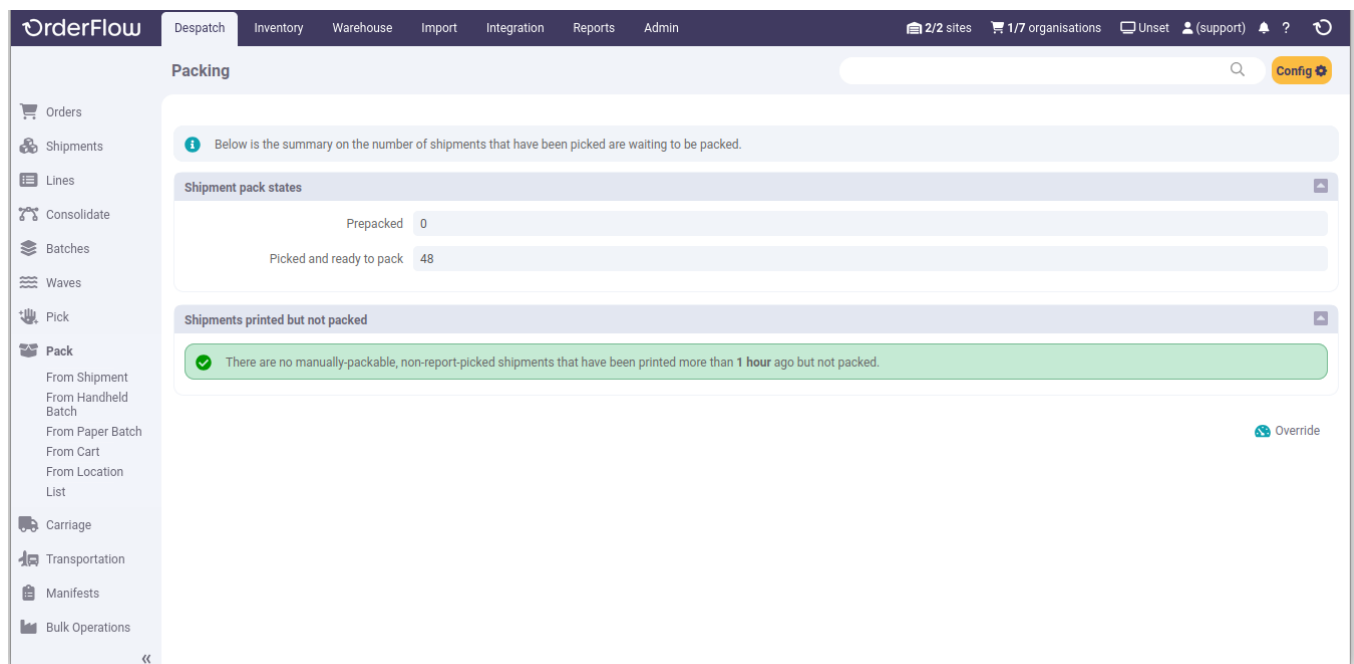 OrderFlow
Despatch Inventory Warehouse Import Integration Reports Admin 2/2 sites 1/7 organisations Unset (support) ?
Packing
Config
Orders
Shipments
Lines
Consolidate
Batches
Waves
Pick
Pack
From Shipment
From Handheld
Batch
From Paper Batch
From Cart
From Location
List
Carriage
Transportation
Manifests
Bulk Operations
«
Below is the summary on the number of shipments that have been picked are waiting to be packed.
Shipment pack states
Prepacked 0
Picked and ready to pack 48
Shipments printed but not packed
There are no manually-packable, non-report-picked shipments that have been printed more than 1 hour ago but not packed.
Override